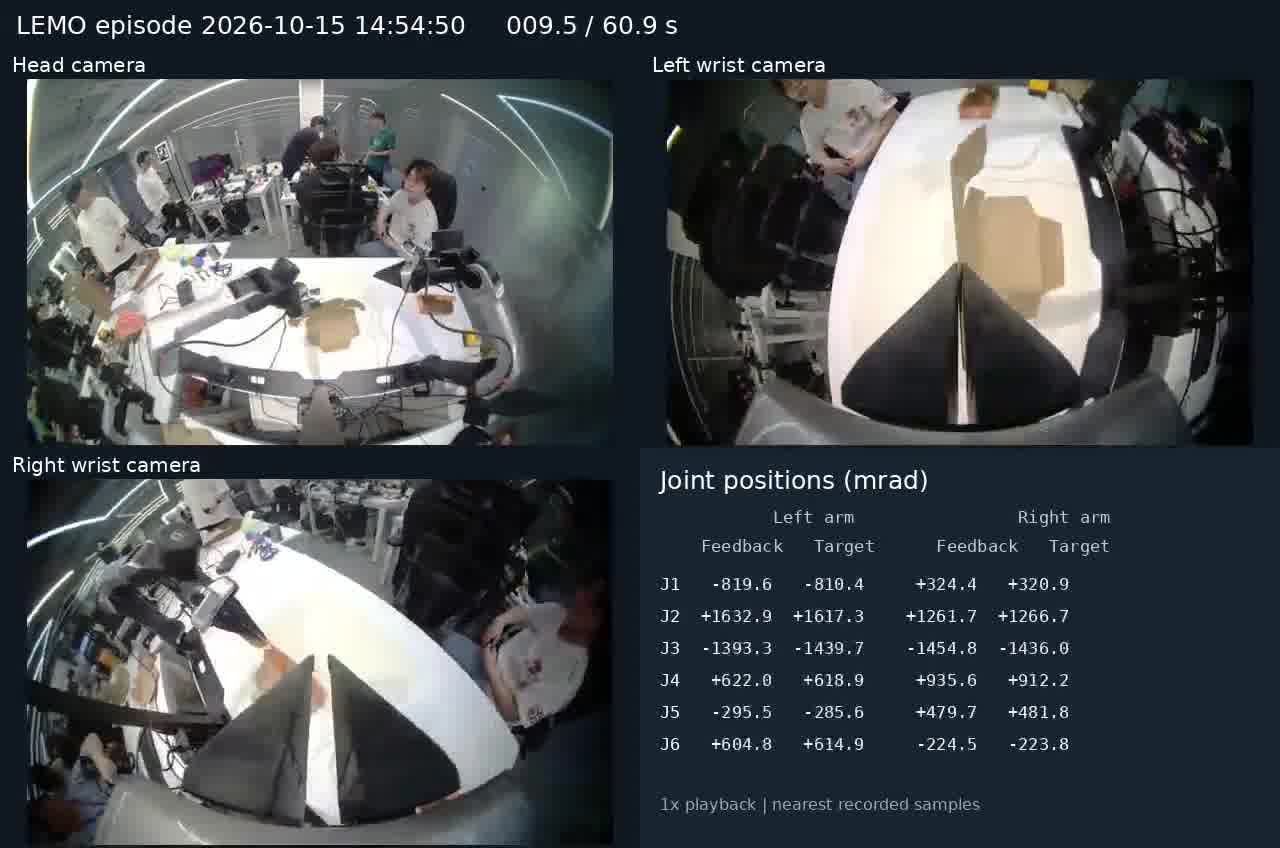 LEMO episode 2026-10-15 14:54:50 009.5 / 60.9 s
Head camera
Left wrist camera
Right wrist camera
Joint positions (mrad)
Left arm Right arm
Feedback Target Feedback Target
J1 -819.6 -810.4 +324.4 +320.9
J2 +1632.9 +1617.3 +1261.7 +1266.7
J3 -1393.3 -1439.7 -1454.8 -1436.0
J4 +622.0 +618.9 +935.6 +912.2
J5 -295.5 -285.6 +479.7 +481.8
J6 +604.8 +614.9 -224.5 -223.8
1x playback | nearest recorded samples